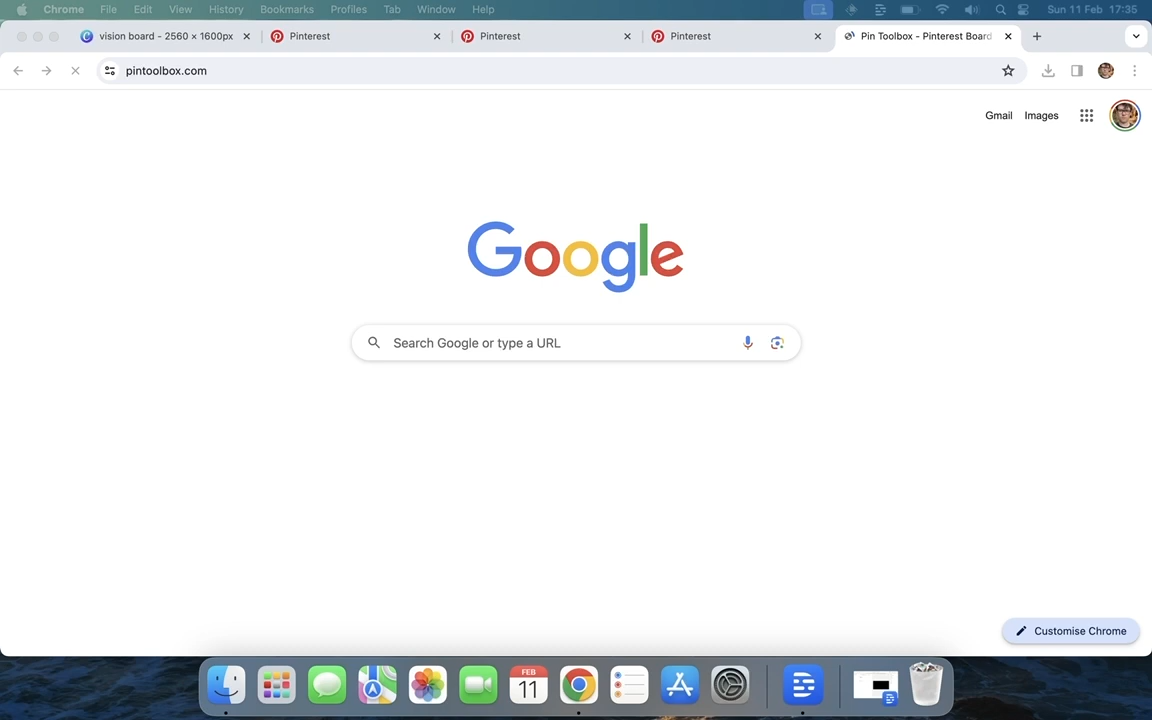 Chrome File Edit View History Bookmarks Profiles Tab Window Help Sun 11 Feb 17:35
vision board - 2560 × 1600px Pinterest Pinterest Pinterest Pin Toolbox - Pinterest Board
pintoolbox.com
Gmail Images
Google
Search Google or type a URL
Customise Chrome
FEB
11